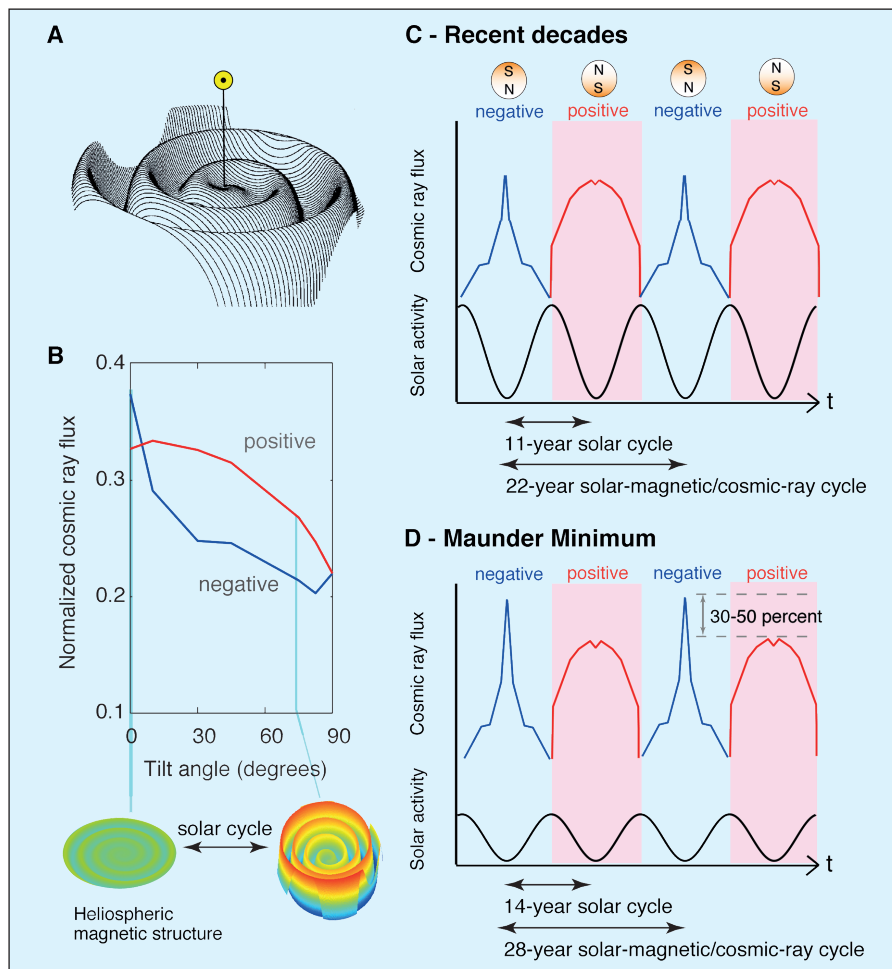 A
B
0.4
0.3
0.2
0.1
Normalized cosmic ray flux
positive
negative
0 30 60 90
Tilt angle (degrees)
solar cycle
Heliospheric
magnetic structure
C - Recent decades
S N S N
N S N S
negative positive negative positive
Cosmic ray flux
Solar activity
t
11-year solar cycle
22-year solar-magnetic/cosmic-ray cycle
D - Maunder Minimum
negative positive negative positive
30-50 percent
Cosmic ray flux
Solar activity
t
14-year solar cycle
28-year solar-magnetic/cosmic-ray cycle